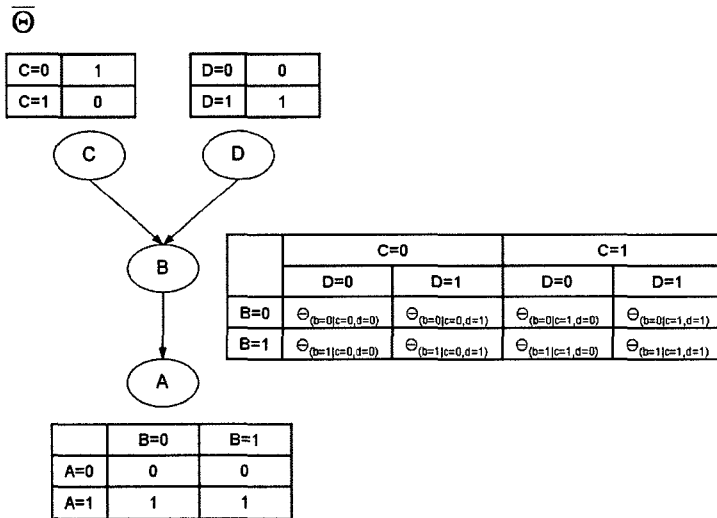 Θ̅
C=0 1 D=0 0
C=1 0 D=1 1
C D
B
C=0 C=1
D=0 D=1 D=0 D=1
B=0 Θ(b=0|c=0,d=0) Θ(b=0|c=0,d=1) Θ(b=0|c=1,d=0) Θ(b=0|c=1,d=1)
B=1 Θ(b=1|c=0,d=0) Θ(b=1|c=0,d=1) Θ(b=1|c=1,d=0) Θ(b=1|c=1,d=1)
A
B=0 B=1
A=0 0 0
A=1 1 1